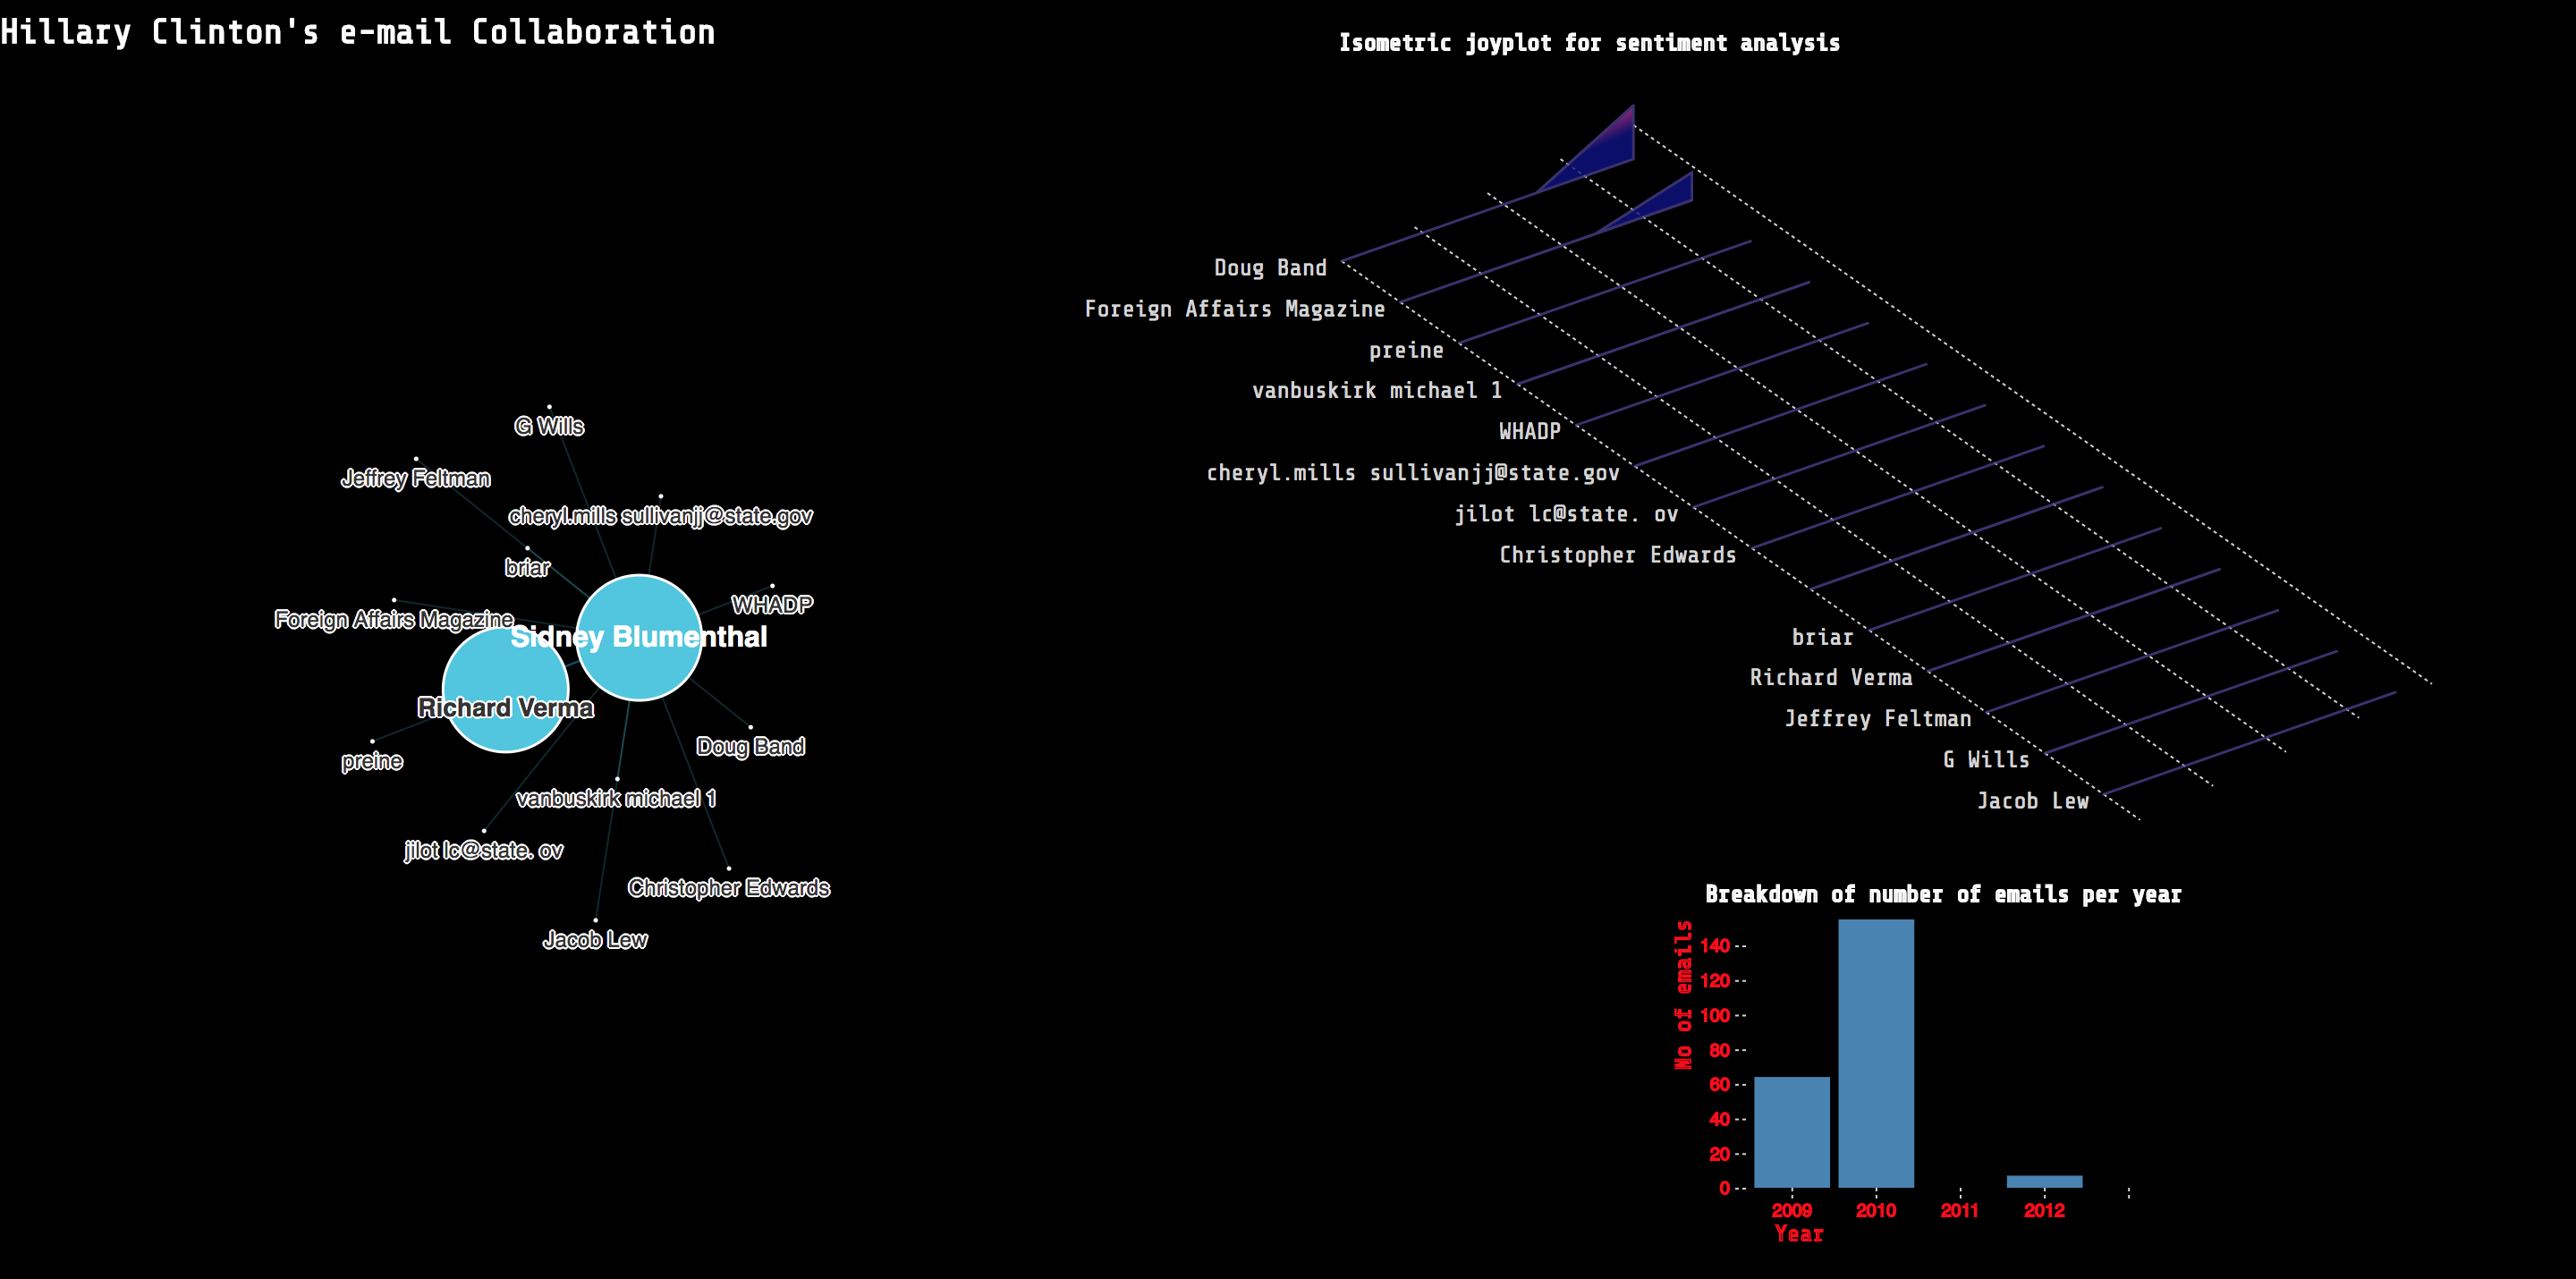 Hillary Clinton's e-mail Collaboration
G Wills
Jeffrey Feltman
cheryl.mills sullivanjj@state.gov
briar
WHADP
Foreign Affairs Magazine
Sidney Blumenthal
Richard Verma
Doug Band
preine
vanbuskirk michael 1
jilot lc@state. ov
Christopher Edwards
Jacob Lew
Isometric joyplot for sentiment analysis
Doug Band
Foreign Affairs Magazine
preine
vanbuskirk michael 1
WHADP
cheryl.mills sullivanjj@state.gov
jilot lc@state. ov
Christopher Edwards
briar
Richard Verma
Jeffrey Feltman
G Wills
Jacob Lew
Breakdown of number of emails per year
No of emails
140
120
100
80
60
40
20
0
2009 2010 2011 2012
Year